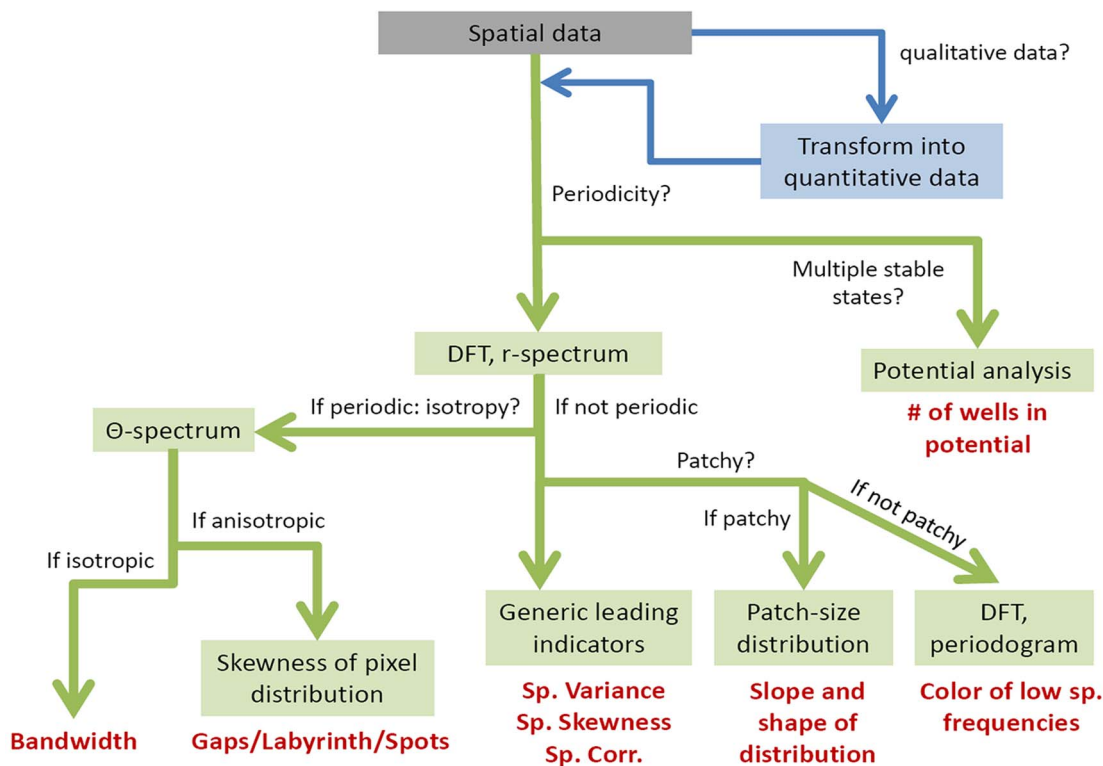 Spatial data
qualitative data?
Transform into
quantitative data
Periodicity?
Multiple stable
states?
DFT, r-spectrum
Potential analysis
# of wells in
potential
If periodic: isotropy?
If not periodic
Θ-spectrum
Patchy?
If not patchy
If anisotropic
If patchy
If isotropic
Generic leading
indicators
Patch-size
distribution
DFT,
periodogram
Skewness of pixel
distribution
Sp. Variance
Sp. Skewness
Sp. Corr.
Slope and
shape of
distribution
Color of low sp.
frequencies
Bandwidth
Gaps/Labyrinth/Spots